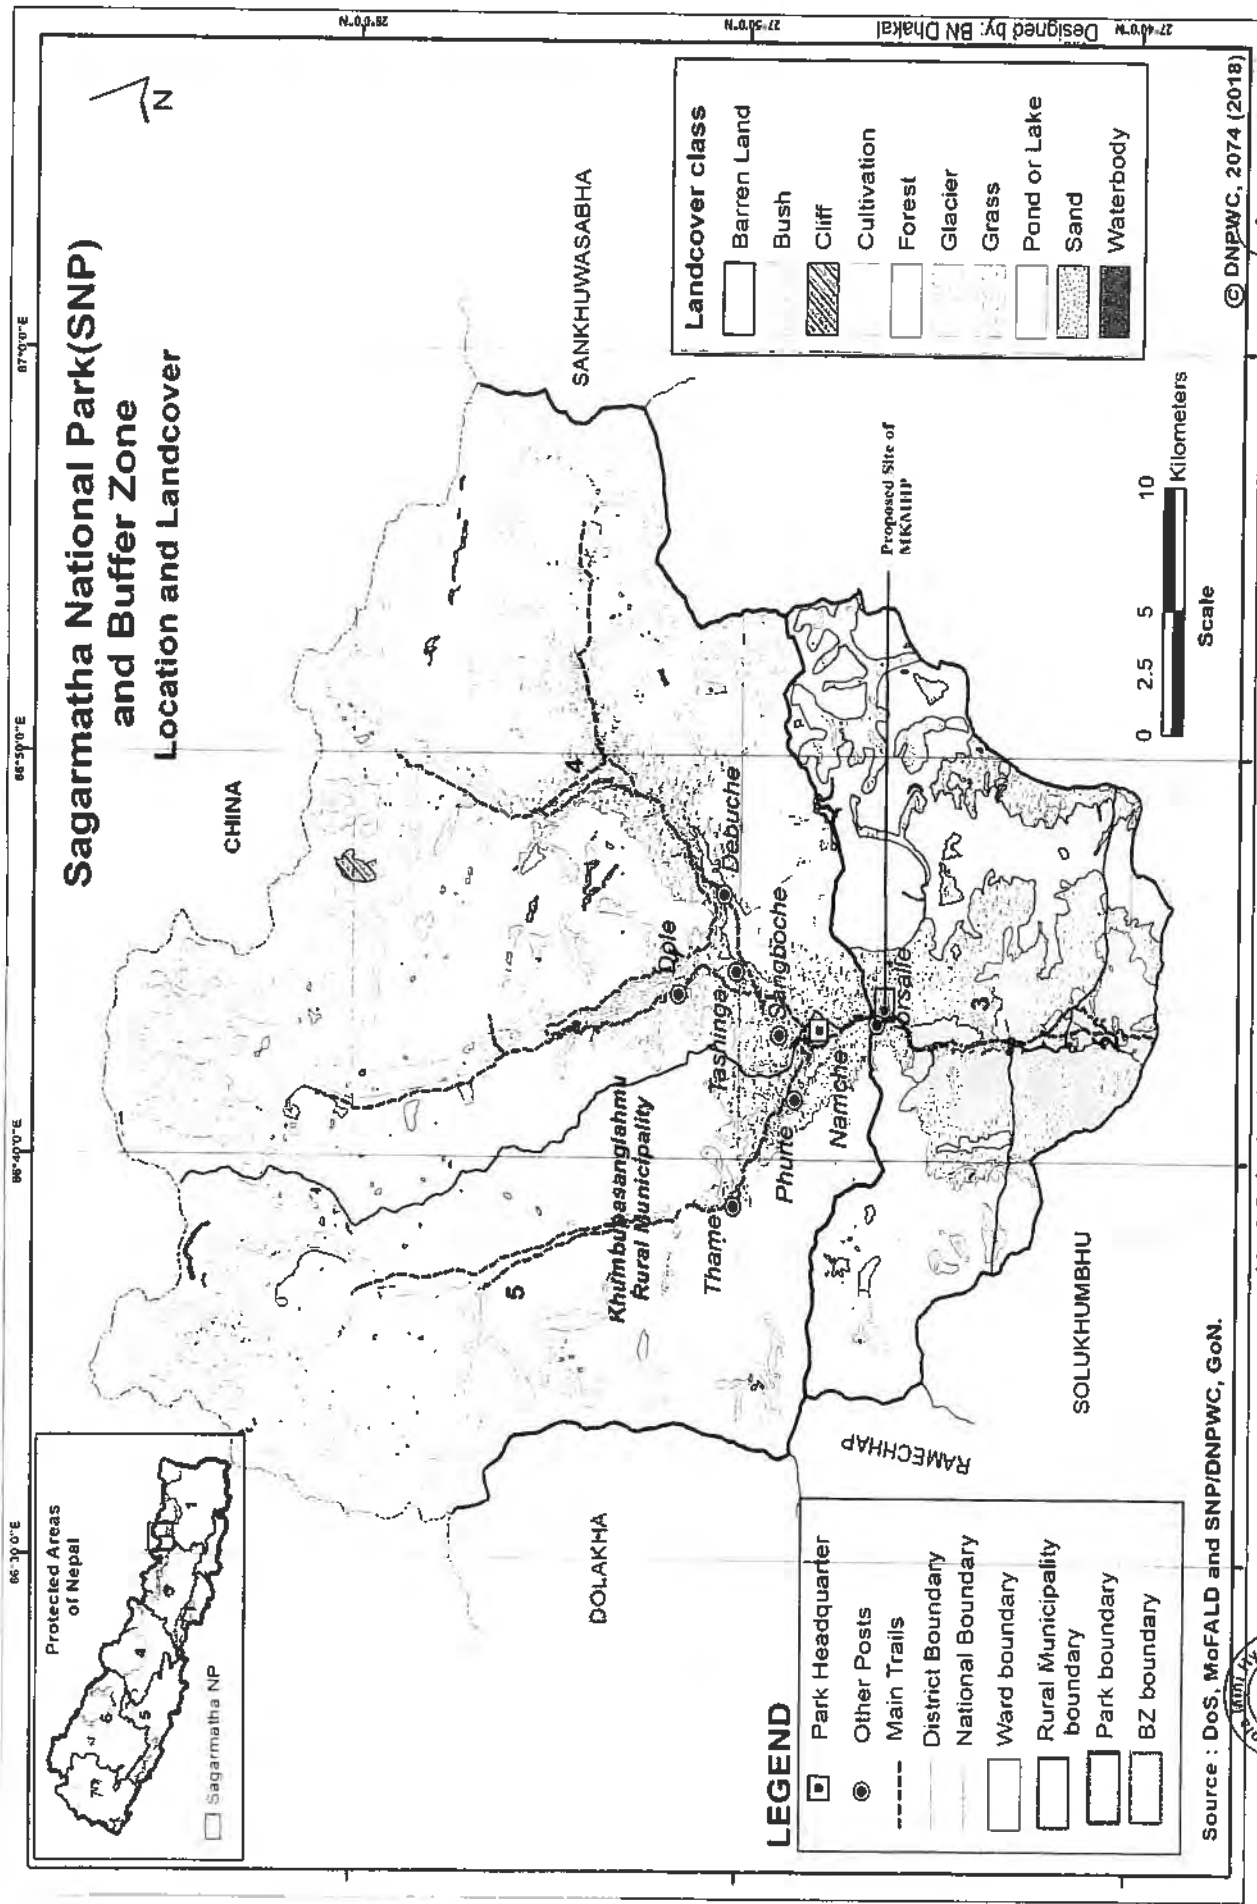 Sagarmatha National Park(SNP)
and Buffer Zone
Location and Landcover
N
86°30'0"E
86°40'0"E
86°50'0"E
87°0'0"E
28°0'0"N
27°50'0"N
27°40'0"N
Designed by: BN Dhakal
Protected Areas
of Nepal
1
4
5
6
Sagarmatha NP
CHINA
SANKHUWASABHA
DOLAKHA
RAMECHHAP
SOLUKHUMBHU
4
5
3
Khumbupasanglahmu
Rural Municipality
Dole
Debuche
Tashinga
Sangboche
Thame
Phurte
Namche
orsalle
Proposed Site of
MKAIHP
LEGEND
Park Headquarter
Other Posts
Main Trails
District Boundary
National Boundary
Ward boundary
Rural Municipality
boundary
Park boundary
BZ boundary
Landcover class
Barren Land
Bush
Cliff
Cultivation
Forest
Glacier
Grass
Pond or Lake
Sand
Waterbody
0 2.5 5 10
Kilometers
Scale
Source : DoS, MoFALD and SNP/DNPWC, GoN.
© DNPWC, 2074 (2018)